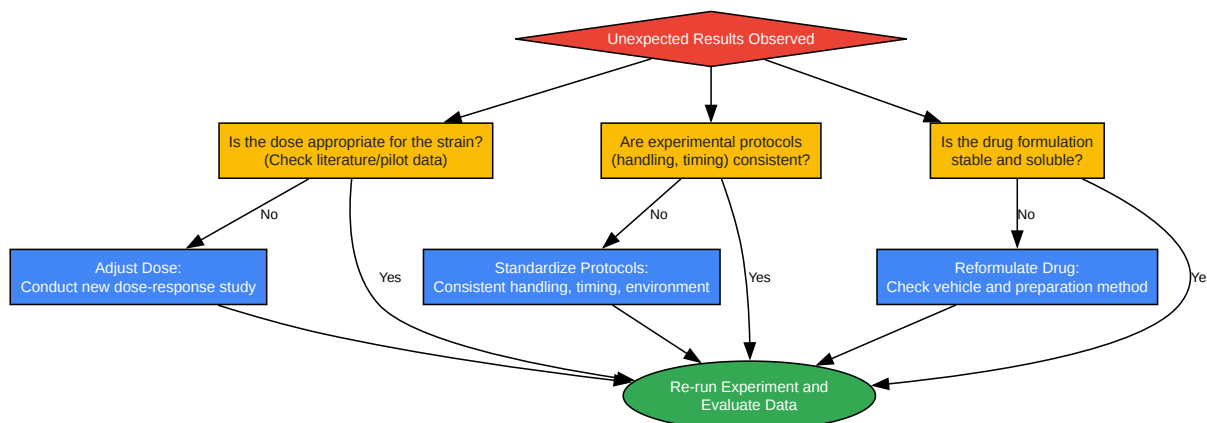 Unexpected Results Observed
Is the dose appropriate for the strain?
(Check literature/pilot data)
Are experimental protocols
(handling, timing) consistent?
Is the drug formulation
stable and soluble?
No
No
No
Adjust Dose:
Conduct new dose-response study
Yes
Standardize Protocols:
Consistent handling, timing, environment
Yes
Reformulate Drug:
Check vehicle and preparation method
Re-run Experiment and
Evaluate Data